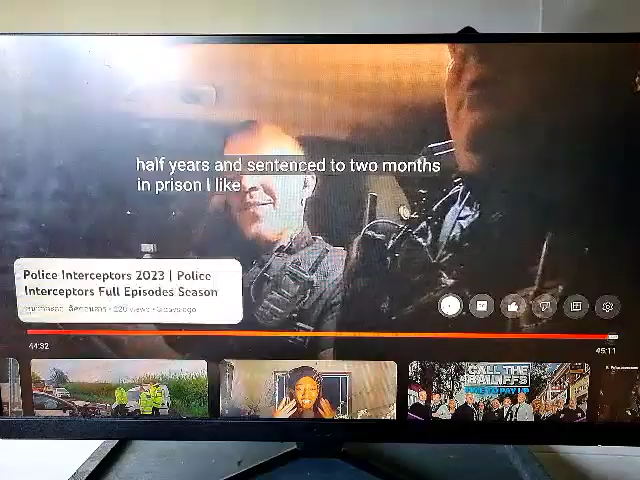 half years and sentenced to two months
in prison I like
Police Interceptors 2023 | Police
Interceptors Full Episodes Season
44:32
45:11
CALL THE
BAILIFFS